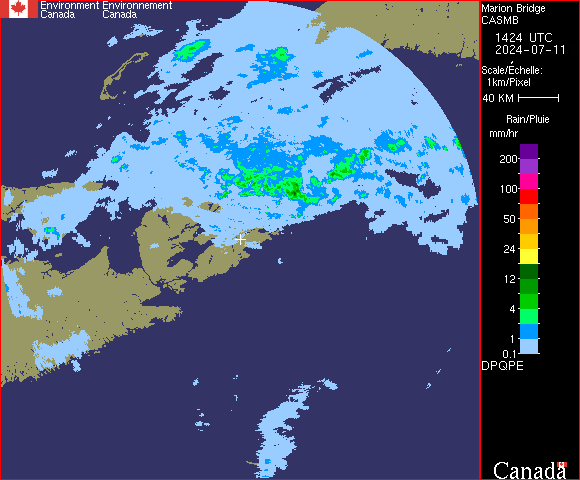 Environment Environnement
Canada Canada
Marion Bridge
CASMB
1424 UTC
2024-07-11
Scale/Échelle:
1km/Pixel
40 KM
Rain/Pluie
mm/hr
200
100
50
24
12
4
1
0.1
DPQPE
Canada